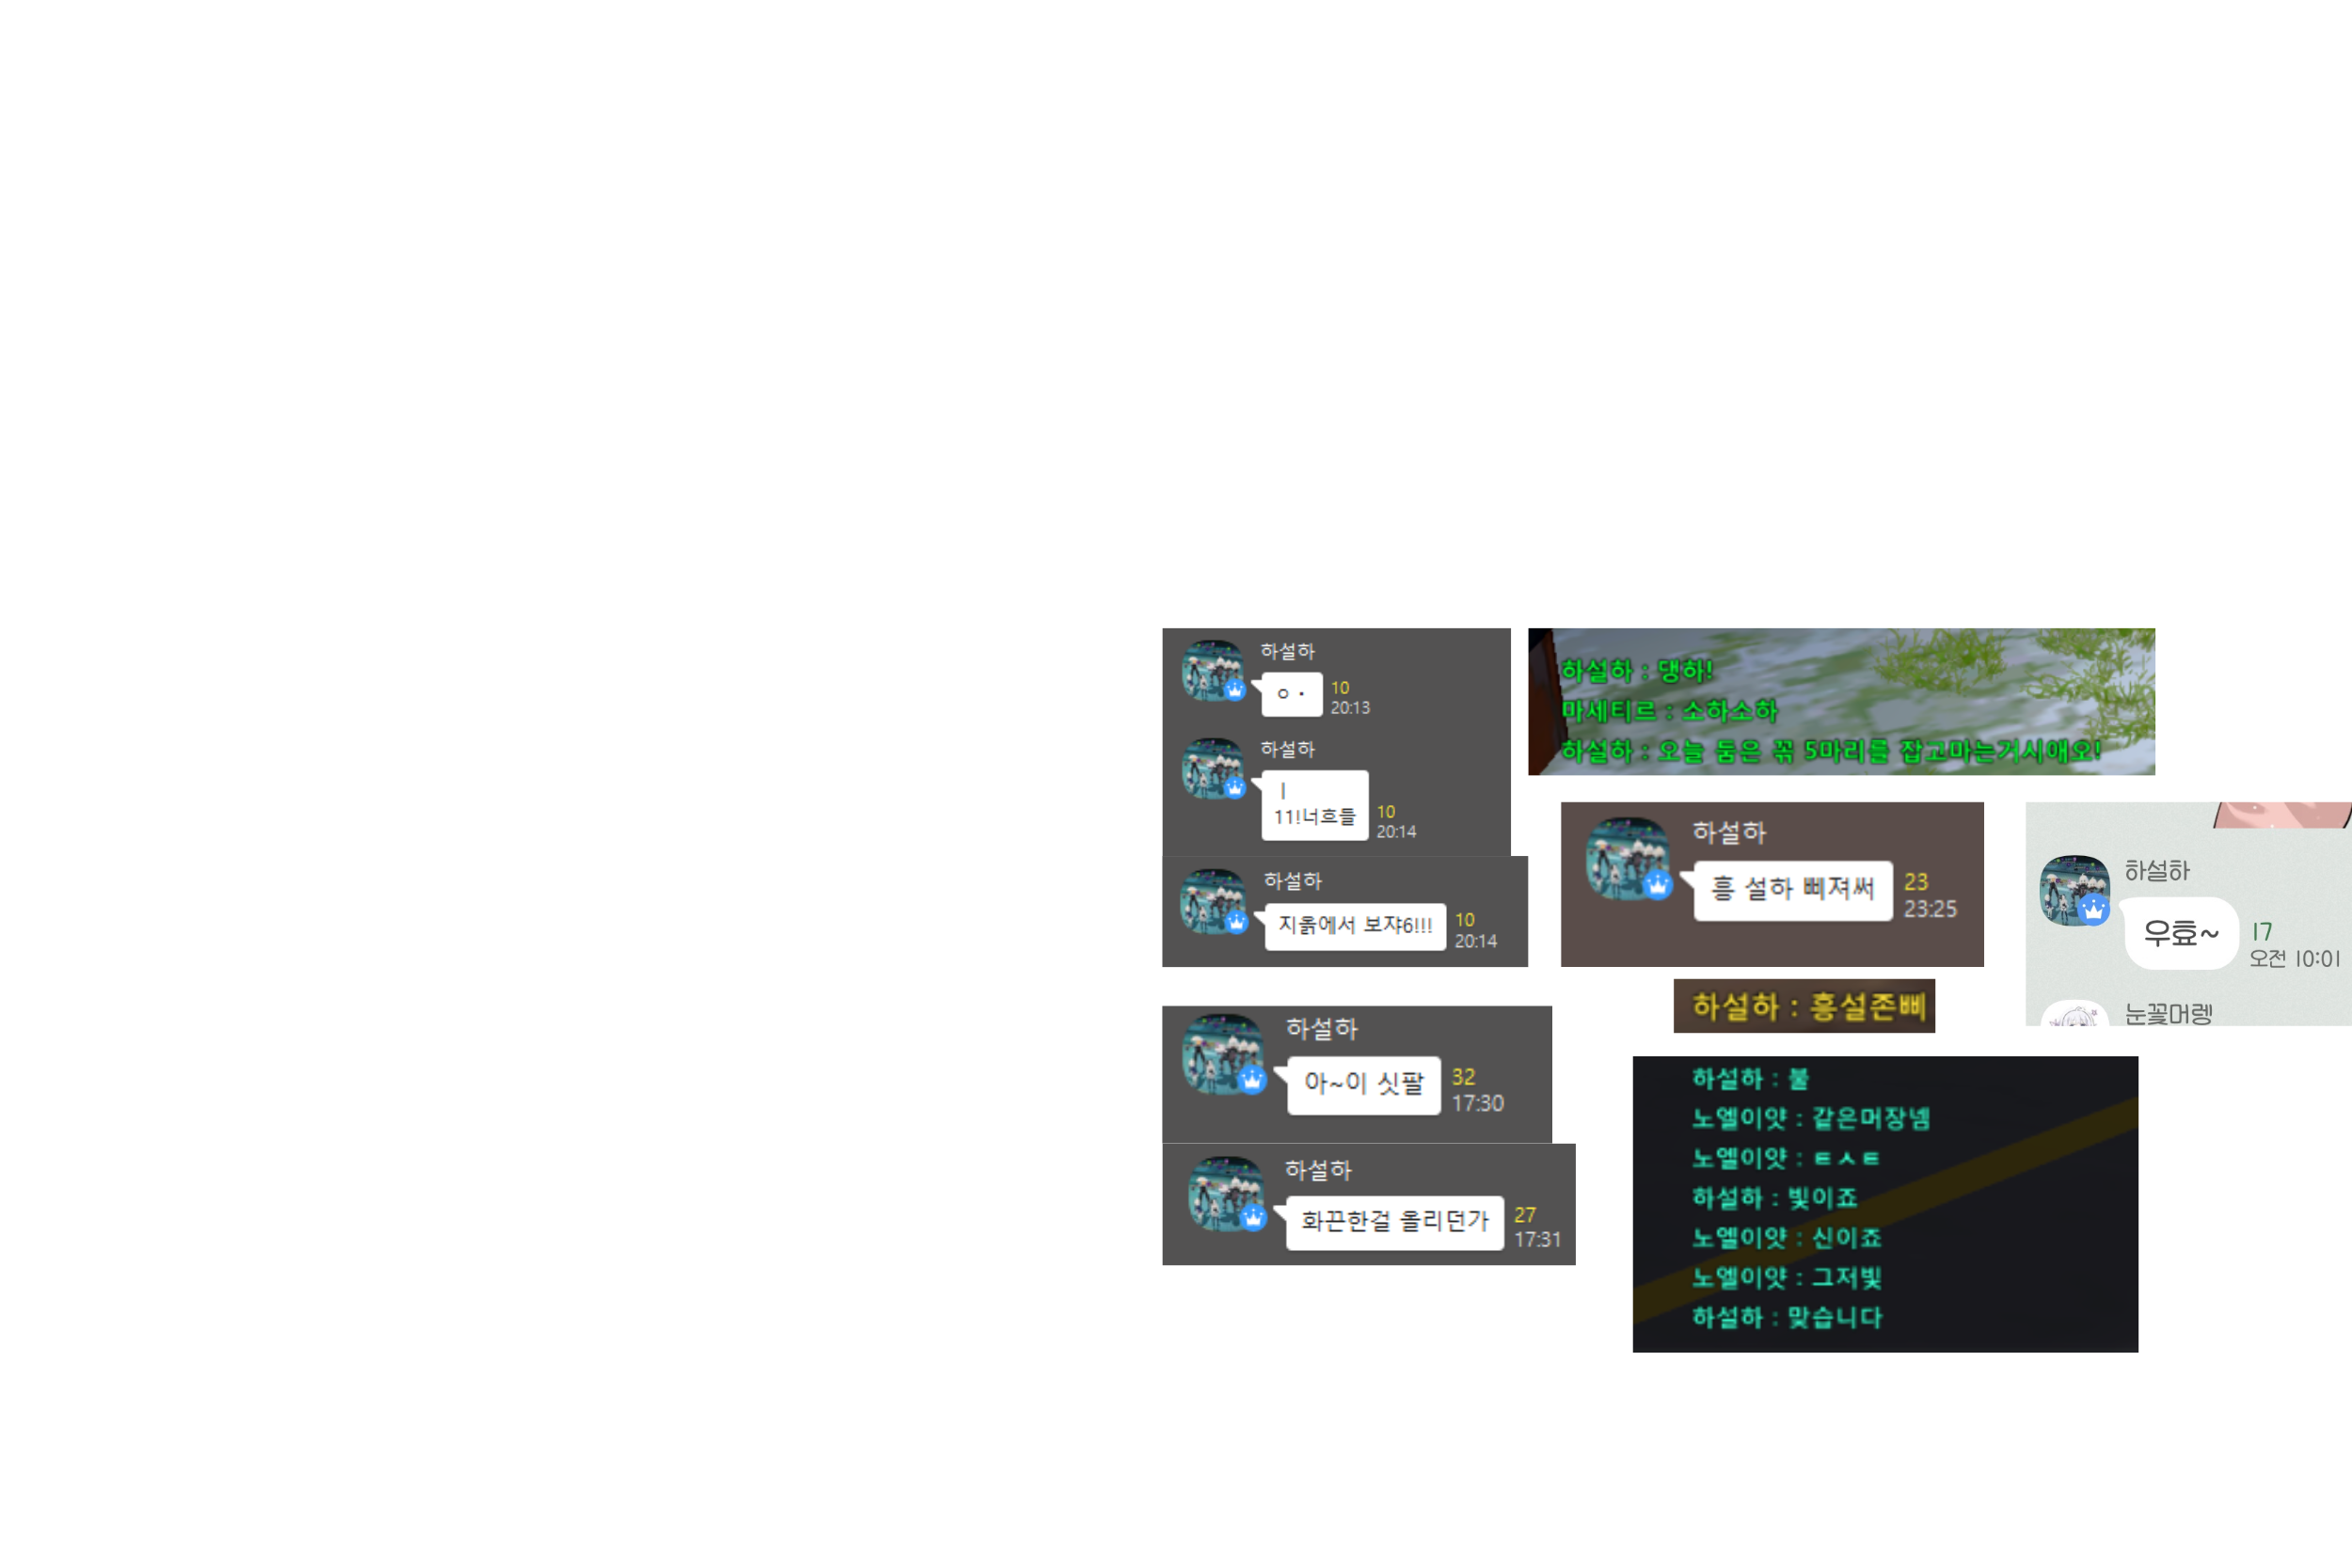 하설하
ㅇ ·
10
20:13
하설하
ㅣ
11!너흐들
10
20:14
하설하
지옭에서 보쟈6!!!
10
20:14
하설하 : 댕하!
마세티르 : 소하소하
하설하 : 오늘 둠은 꼮 5마리를 잡고마는거시애오!
하설하
흥 설하 삐져써
23
23:25
하설하
우효~
17
오전 10:01
눈꽃머렝
하설하 : 흥설존삐
하설하
아~이 싯팔
32
17:30
하설하
화끈한걸 올리던가
27
17:31
하설하 : 불
노엘이얏 : 같은머장넴
노엘이얏 : ㅌㅅㅌ
하설하 : 빛이죠
노엘이얏 : 신이죠
노엘이얏 : 그저빛
하설하 : 맞습니다